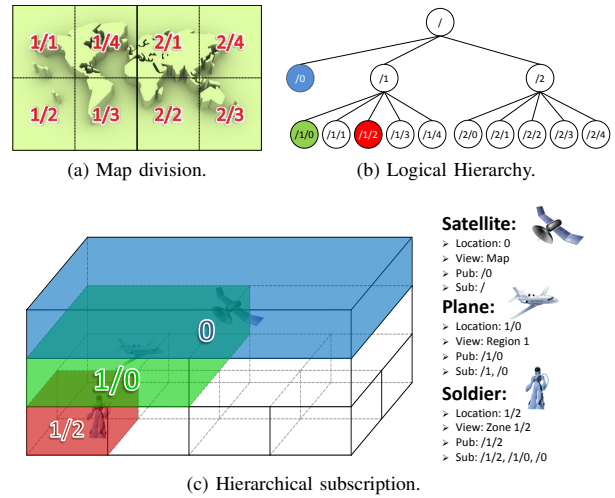 1/1 1/4 2/1 2/4
1/2 1/3 2/2 2/3
(a) Map division.
/
/0 /1 /2
/1/0 /1/1 /1/2 /1/3 /1/4 /2/0 /2/1 /2/2 /2/3 /2/4
(b) Logical Hierarchy.
0
1/0
1/2
Satellite:
➢ Location: 0
➢ View: Map
➢ Pub: /0
➢ Sub: /
Plane:
➢ Location: 1/0
➢ View: Region 1
➢ Pub: /1/0
➢ Sub: /1, /0
Soldier:
➢ Location: 1/2
➢ View: Zone 1/2
➢ Pub: /1/2
➢ Sub: /1/2, /1/0, /0
(c) Hierarchical subscription.